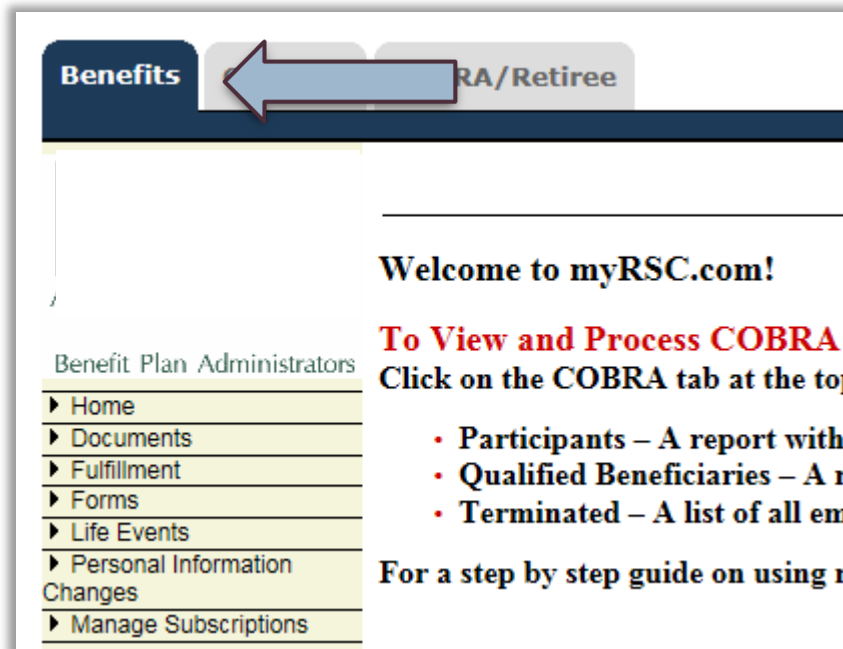 Benefits RA/Retiree
Welcome to myRSC.com!
To View and Process COBRA
Click on the COBRA tab at the
Benefit Plan Administrators
Home
Documents
Fulfillment
Forms
Life Events
Personal Information
Changes
Manage Subscriptions
• Participants – A report with
• Qualified Beneficiaries – A
• Terminated – A list of all
For a step by step guide on using